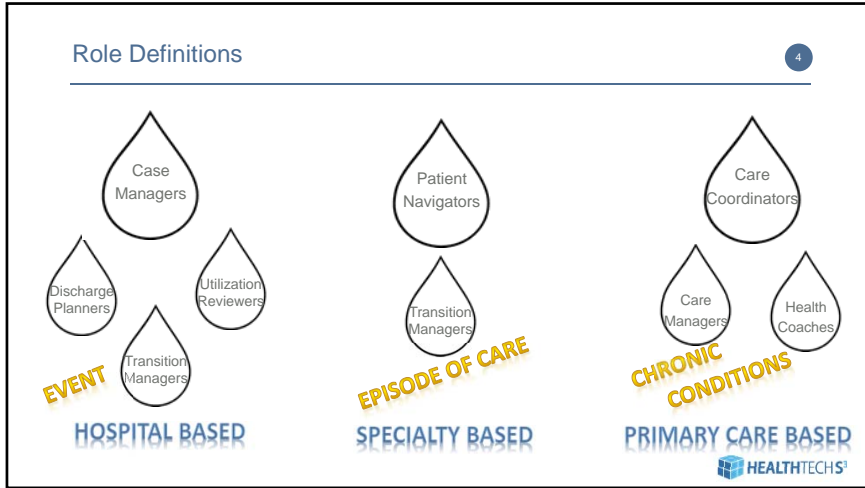 Role Definitions
4
Case
Managers
Discharge
Planners
Utilization
Reviewers
Transition
Managers
EVENT
HOSPITAL BASED
Patient
Navigators
Transition
Managers
EPISODE OF CARE
SPECIALTY BASED
Care
Coordinators
Care
Managers
Health
Coaches
CHRONIC
CONDITIONS
PRIMARY CARE BASED
HEALTHTECHS3